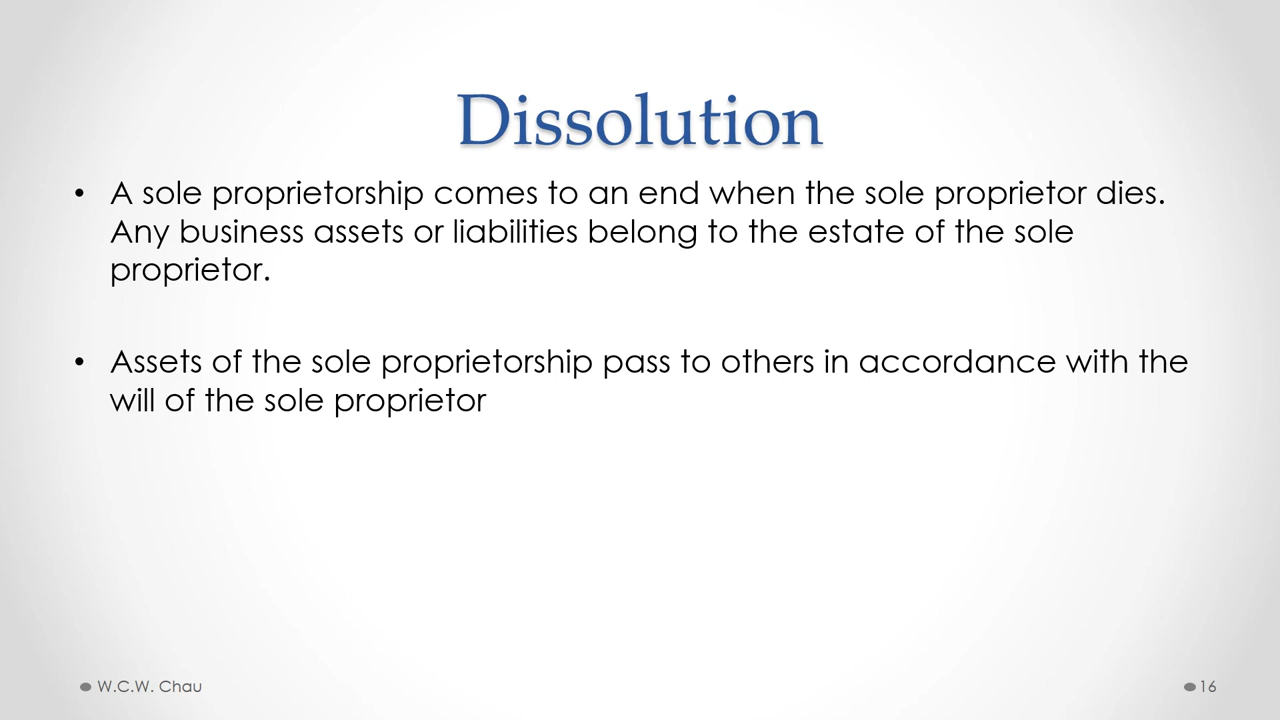 Dissolution
• A sole proprietorship comes to an end when the sole proprietor dies.
Any business assets or liabilities belong to the estate of the sole
proprietor.
• Assets of the sole proprietorship pass to others in accordance with the
will of the sole proprietor
W.C.W. Chau
16